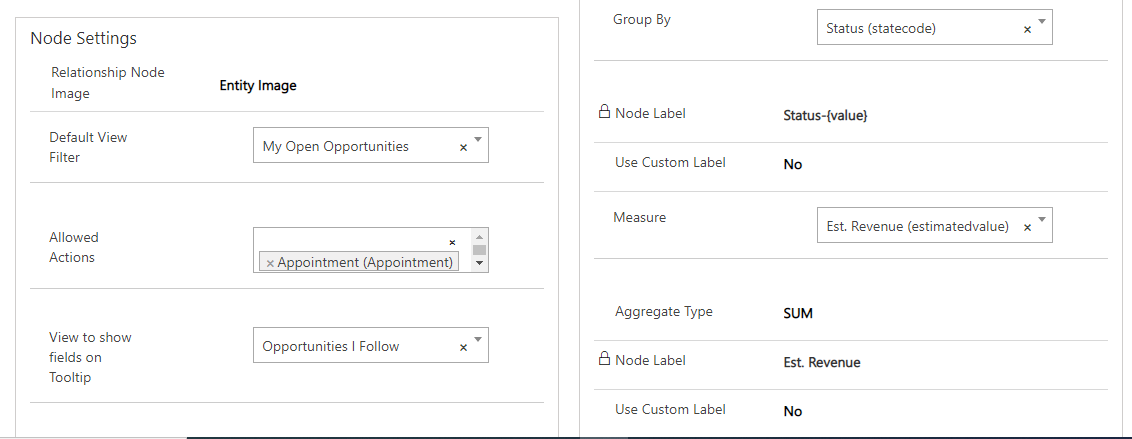 Node Settings
Relationship Node
Image
Entity Image
Default View
Filter
My Open Opportunities ×
Allowed
Actions
×
× Appointment (Appointment)
View to show
fields on
Tooltip
Opportunities I Follow ×
Group By
Status (statecode) ×
Node Label
Status-{value}
Use Custom Label
No
Measure
Est. Revenue (estimatedvalue) ×
Aggregate Type
SUM
Node Label
Est. Revenue
Use Custom Label
No